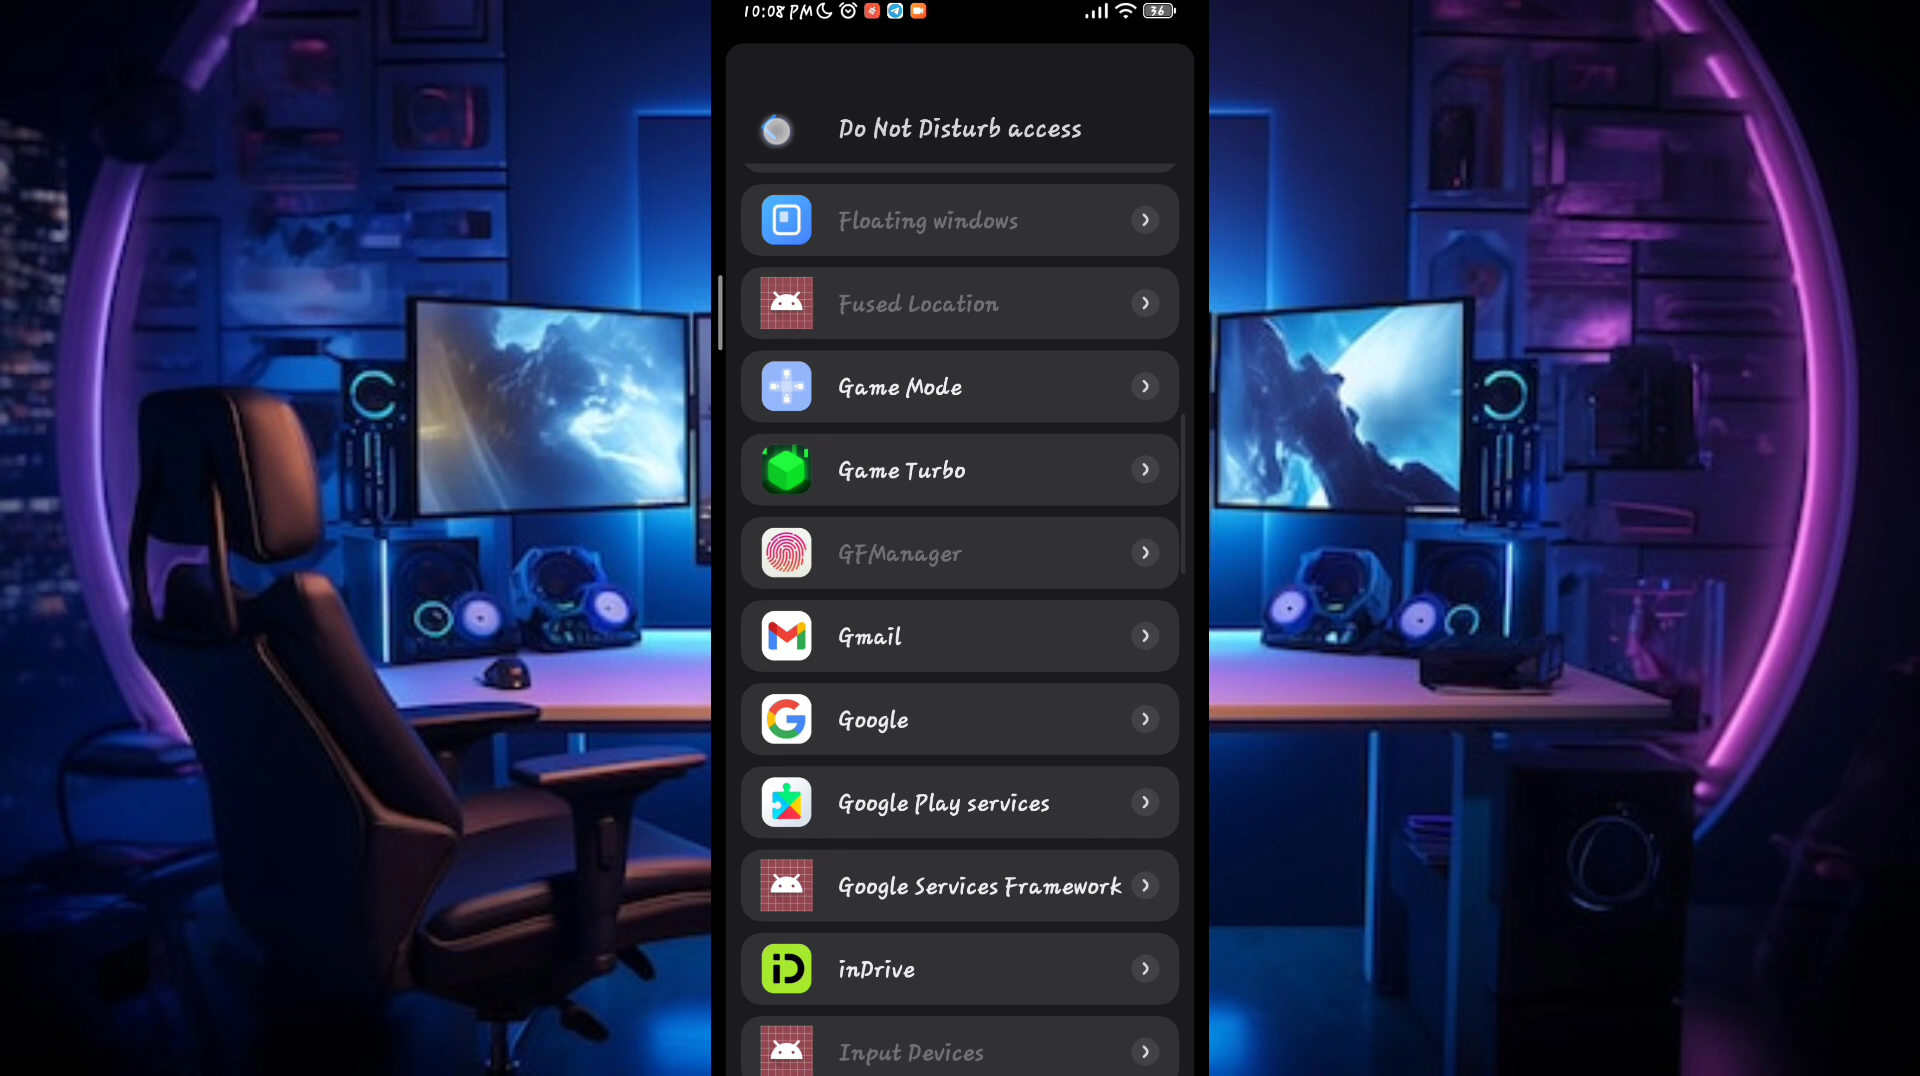 10:08 PM
36
Do Not Disturb access
Floating windows
Fused Location
Game Mode
Game Turbo
GFManager
Gmail
Google
Google Play services
Google Services Framework
inDrive
Input Devices